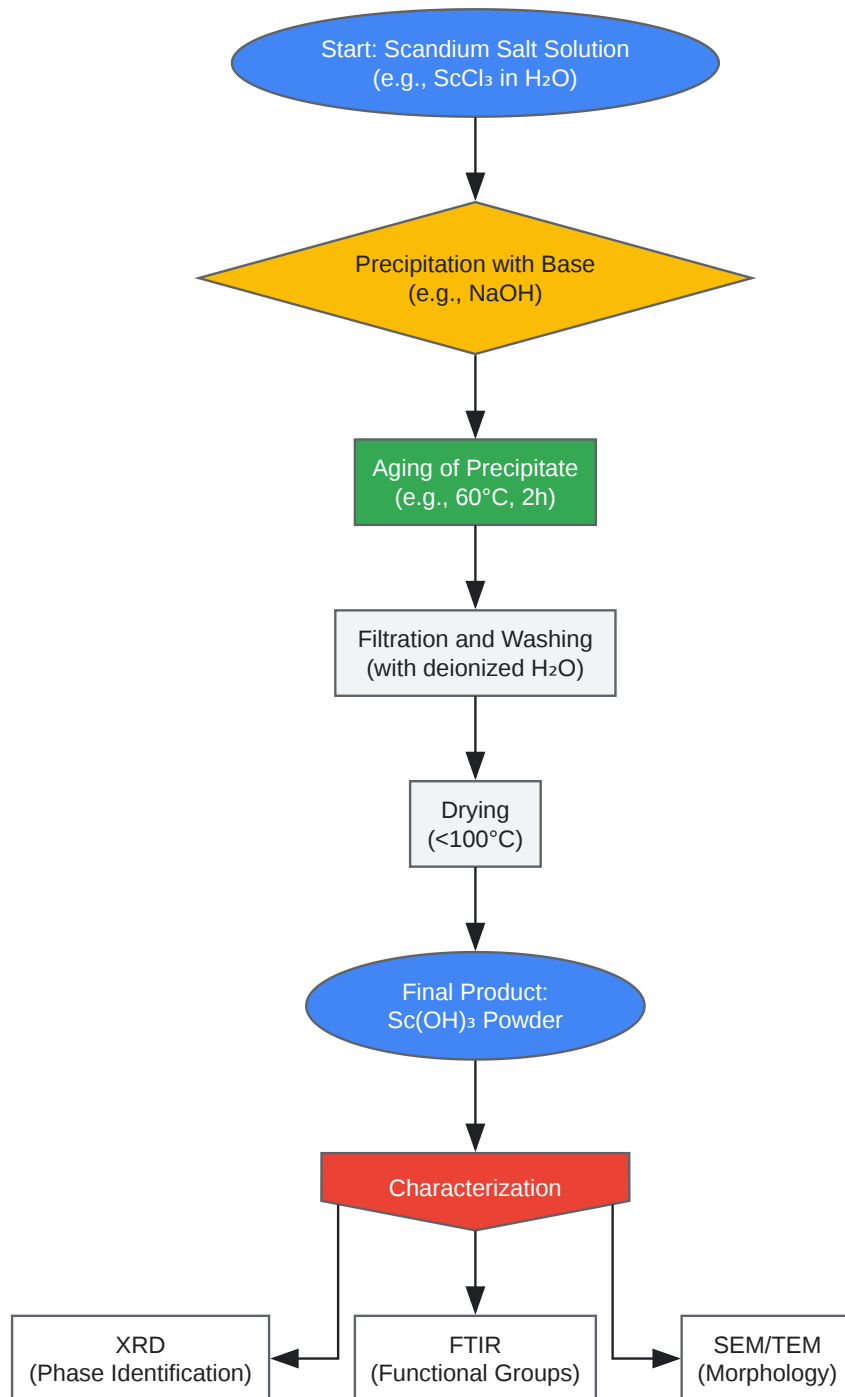 Start: Scandium Salt Solution
(e.g., ScCl₃ in H₂O)
Precipitation with Base
(e.g., NaOH)
Aging of Precipitate
(e.g., 60°C, 2h)
Filtration and Washing
(with deionized H₂O)
Drying
(<100°C)
Final Product:
Sc(OH)₃ Powder
Characterization
XRD
(Phase Identification)
FTIR
(Functional Groups)
SEM/TEM
(Morphology)